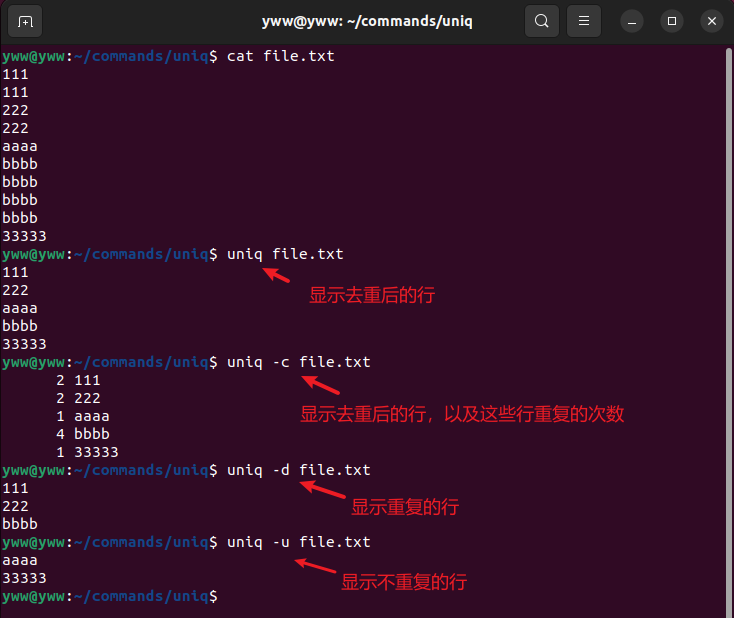 yww@yww: ~/commands/uniq
yww@yww:~/commands/uniq$ cat file.txt
111
111
222
222
aaaa
bbbb
bbbb
bbbb
bbbb
33333
yww@yww:~/commands/uniq$ uniq file.txt
111
显示去重后的行
222
aaaa
bbbb
33333
yww@yww:~/commands/uniq$ uniq -c file.txt
2 111
2 222
显示去重后的行，以及这些行重复的次数
1 aaaa
4 bbbb
1 33333
yww@yww:~/commands/uniq$ uniq -d file.txt
111
222
显示重复的行
bbbb
yww@yww:~/commands/uniq$ uniq -u file.txt
aaaa
33333
显示不重复的行
yww@yww:~/commands/uniq$